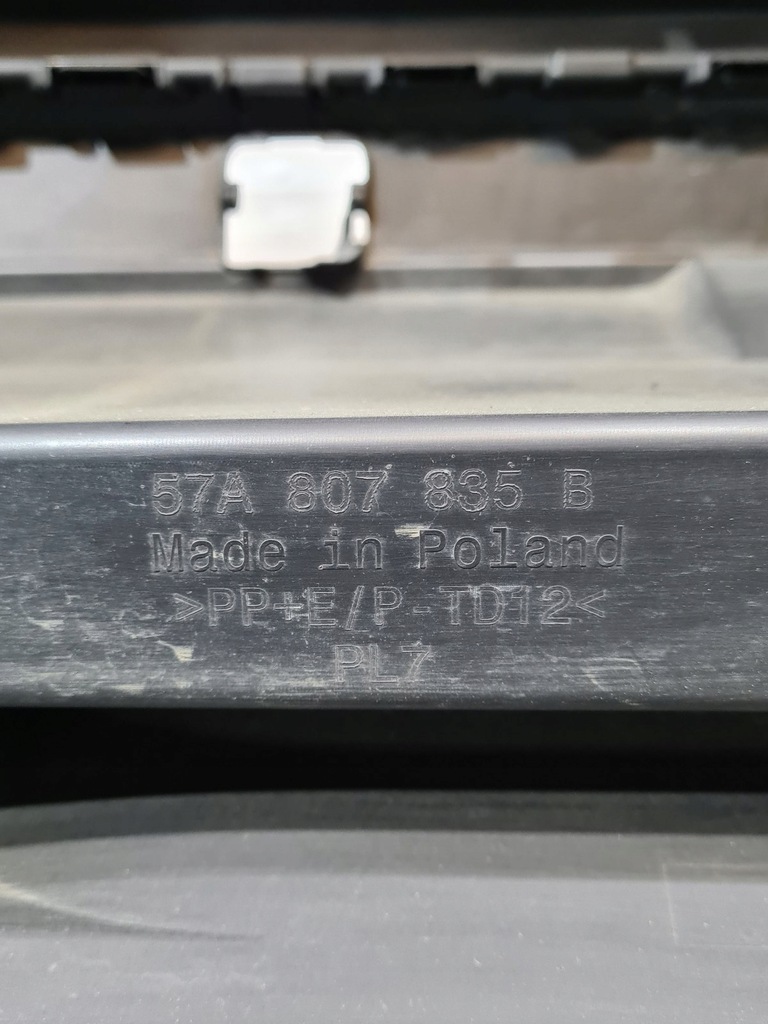 57A 807 835 B
Made in Poland
>PP+E/P-TD12<
PL7